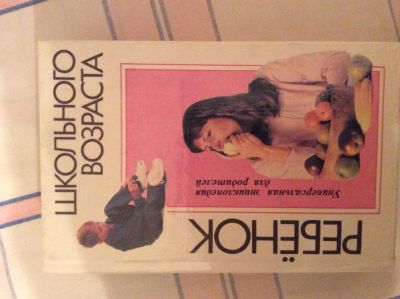 РЕБЁНОК
ШКОЛЬНОГО
ВОЗРАСТА
Универсальная энциклопедия
для родителей